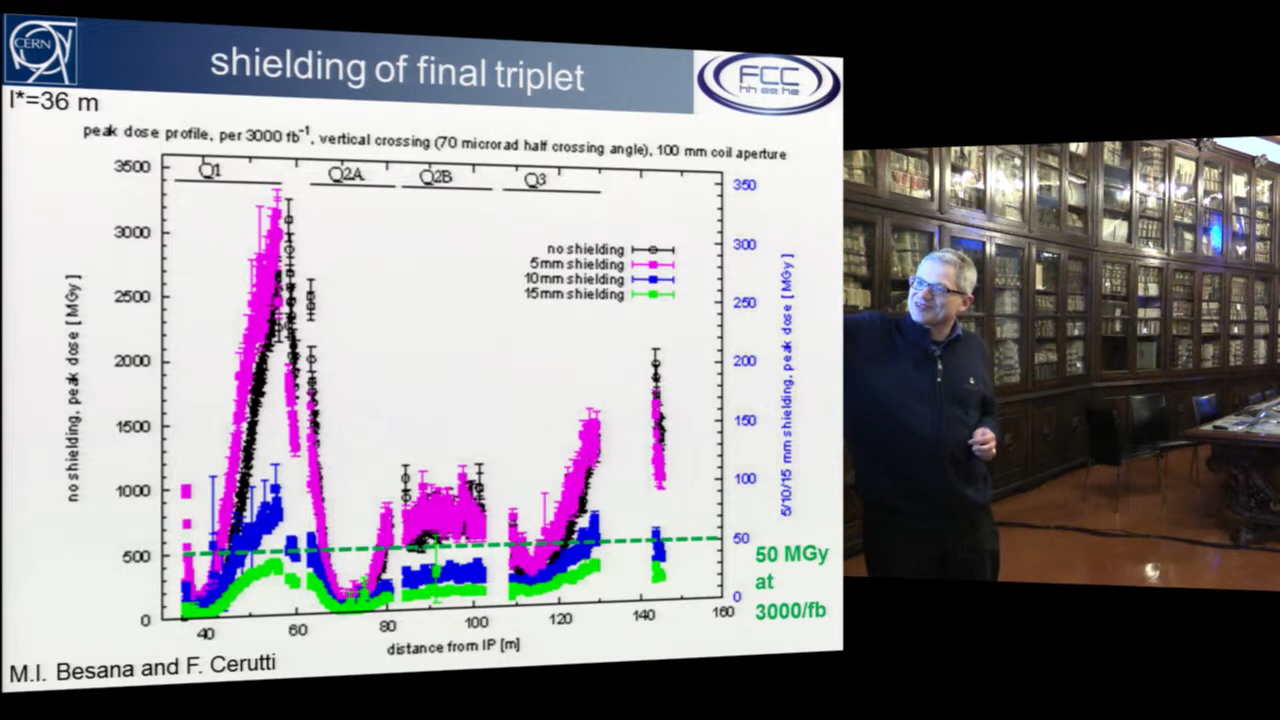 CERN
shielding of final triplet
FCC
hh ee he
l*=36 m
peak dose profile, per 3000 fb-1, vertical crossing (70 microrad half crossing angle), 100 mm coil aperture
Q1
Q2A
Q2B
Q3
no shielding
5mm shielding
10mm shielding
15mm shielding
no shielding, peak dose [MGy]
3500
3000
2500
2000
1500
1000
500
0
350
300
250
200
150
100
50
0
5/10/15 mm shielding, peak dose [MGy]
40
60
80
100
120
140
160
distance from IP [m]
50 MGy
at
3000/fb
M.I. Besana and F. Cerutti